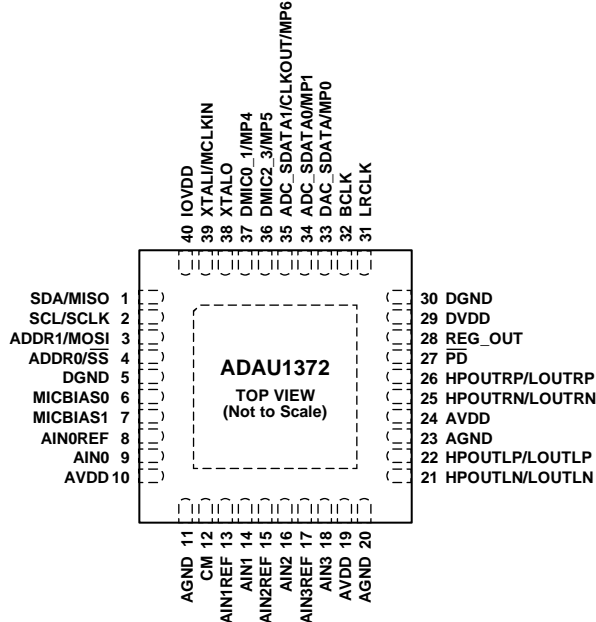 40 IOVDD
39 XTALI/MCLKIN
38 XTALO
37 DMIC0_1/MP4
36 DMIC2_3/MP5
35 ADC_SDATA1/CLKOUT/MP6
34 ADC_SDATA0/MP1
33 DAC_SDATA/MP0
32 BCLK
31 LRCLK
SDA/MISO 1
SCL/SCLK 2
ADDR1/MOSI 3
ADDR0/SS 4
DGND 5
MICBIAS0 6
MICBIAS1 7
AIN0REF 8
AIN0 9
AVDD 10
ADAU1372
TOP VIEW
(Not to Scale)
30 DGND
29 DVDD
28 REG_OUT
27 PD
26 HPOUTRP/LOUTRP
25 HPOUTRN/LOUTRN
24 AVDD
23 AGND
22 HPOUTLP/LOUTLP
21 HPOUTLN/LOUTLN
AGND 11
CM 12
AIN1REF 13
AIN1 14
AIN2REF 15
AIN2 16
AIN3REF 17
AIN3 18
AVDD 19
AGND 20